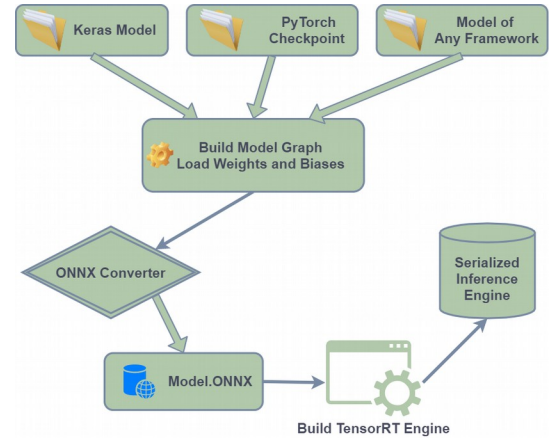 Keras Model
PyTorch
Checkpoint
Model of
Any Framework
Build Model Graph
Load Weights and Biases
ONNX Converter
Serialized
Inference
Engine
Model.ONNX
Build TensorRT Engine